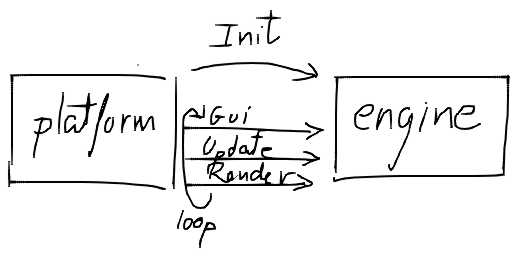 Init
platform
Gui
Update
Render
loop
engine